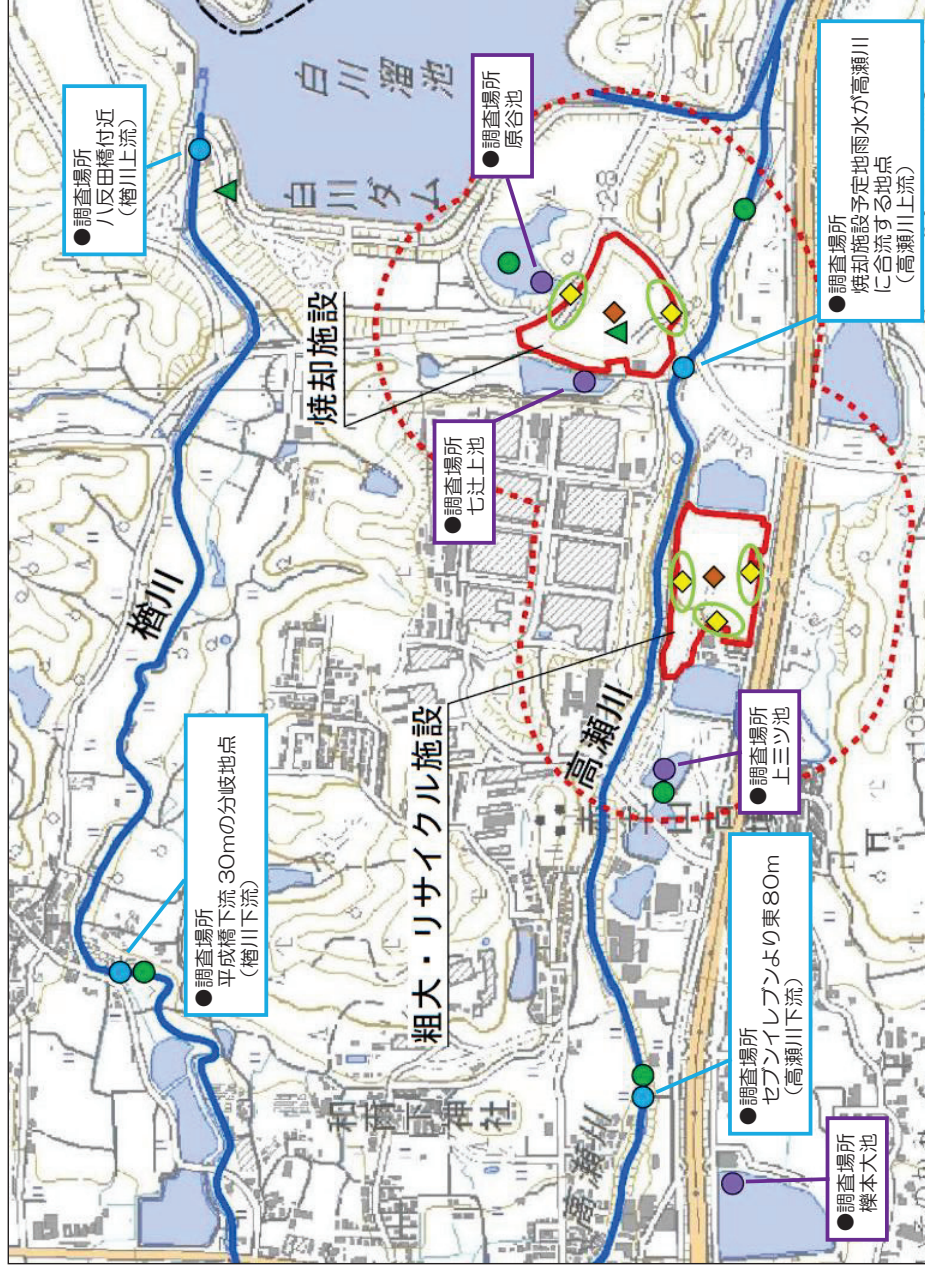 ●調査場所
八反田橋付近
（楢川上流）
白川溜池
白川ダム
●調査場所
原谷池
128
焼却施設
●調査場所
七辻上池
●調査場所
焼却施設予定地雨水が高瀬川
に合流する地点
（高瀬川上流）
楢川
●調査場所
平成橋下流 30mの分岐地点
（楢川下流）
粗大・リサイクル施設
高瀬川
●調査場所
上三ツ池
108
●調査場所
セブンイレブンより東 80m
（高瀬川下流）
和爾下神社
高瀬川
●調査場所
櫟本大池